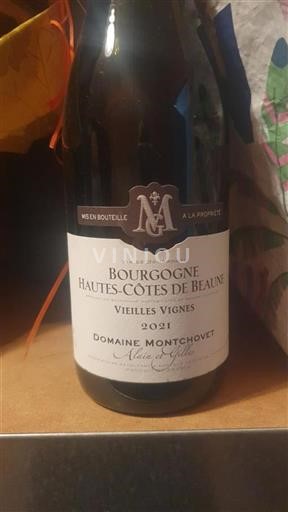 MIS EN BOUTEILLE MG A LA PROPRIÉTÉ
VINIOU
BOURGOGNE
HAUTES-CÔTES DE BEAUNE
VIEILLES VIGNES
2021
DOMAINE MONTCHOVET
Alain et Gilles